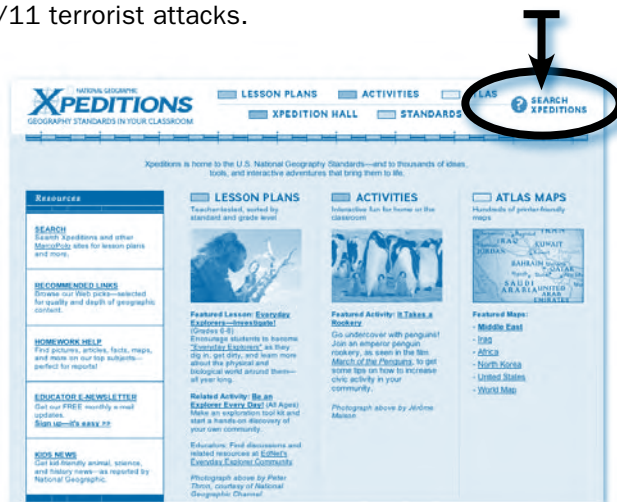 /11 terrorist attacks.
NATIONAL GEOGRAPHIC
XPEDITIONS
GEOGRAPHY STANDARDS IN YOUR CLASSROOM
LESSON PLANS
ACTIVITIES
LAS
XPEDITION HALL
STANDARDS
? SEARCH
XPEDITIONS
Xpeditions is home to the U.S. National Geography Standards—and to thousands of ideas,
tools, and interactive adventures that bring them to life.
Resources
SEARCH
Search Xpeditions and other
MarcoPolo sites for lesson plans
and more.
RECOMMENDED LINKS
Browse our Web picks—selected
for quality and depth of geographic
content.
HOMEWORK HELP
Find pictures, articles, facts, maps,
and more on our top subjects—
perfect for reports!
EDUCATOR E-NEWSLETTER
Get our FREE monthly e-mail
updates.
Sign up—it's easy >>
KIDS NEWS
Get kid-friendly animal, science,
and history news—as reported by
National Geographic.
LESSON PLANS
Teacher-tested, sorted by
standard and grade level
Featured Lesson: Everyday
Explorers—Investigate!
(Grades 6-8)
Encourage students to become
"Everyday Explorers" as they
dig in, get dirty, and learn more
about the physical and
biological world around them—
all year long.
Related Activity: Be an
Explorer Every Day! (All Ages)
Make an exploration tool kit and
start a hands-on discovery of
your own community.
Educators: Find discussions and
related resources at EdNet's
Everyday Explorer Community
Photograph above by Peter
Thron, courtesy of National
Geographic Channel
ACTIVITIES
Interactive fun for home or the
classroom
Featured Activity: It Takes a
Rookery
Go undercover with penguins!
Join an emperor penguin
rookery, as seen in the film
March of the Penguins, to get
some tips on how to increase
civic activity in your
community.
Photograph above by Jérôme
Maison
ATLAS MAPS
Hundreds of printer-friendly
maps
IRAN
IRAQ
KUWAIT
JORDAN
BAHRAIN
QATAR
SAUDI
ARABIA
UNITED
ARAB
EMIRATES
Featured Maps:
- Middle East
- Iraq
- Africa
- North Korea
- United States
- World Map